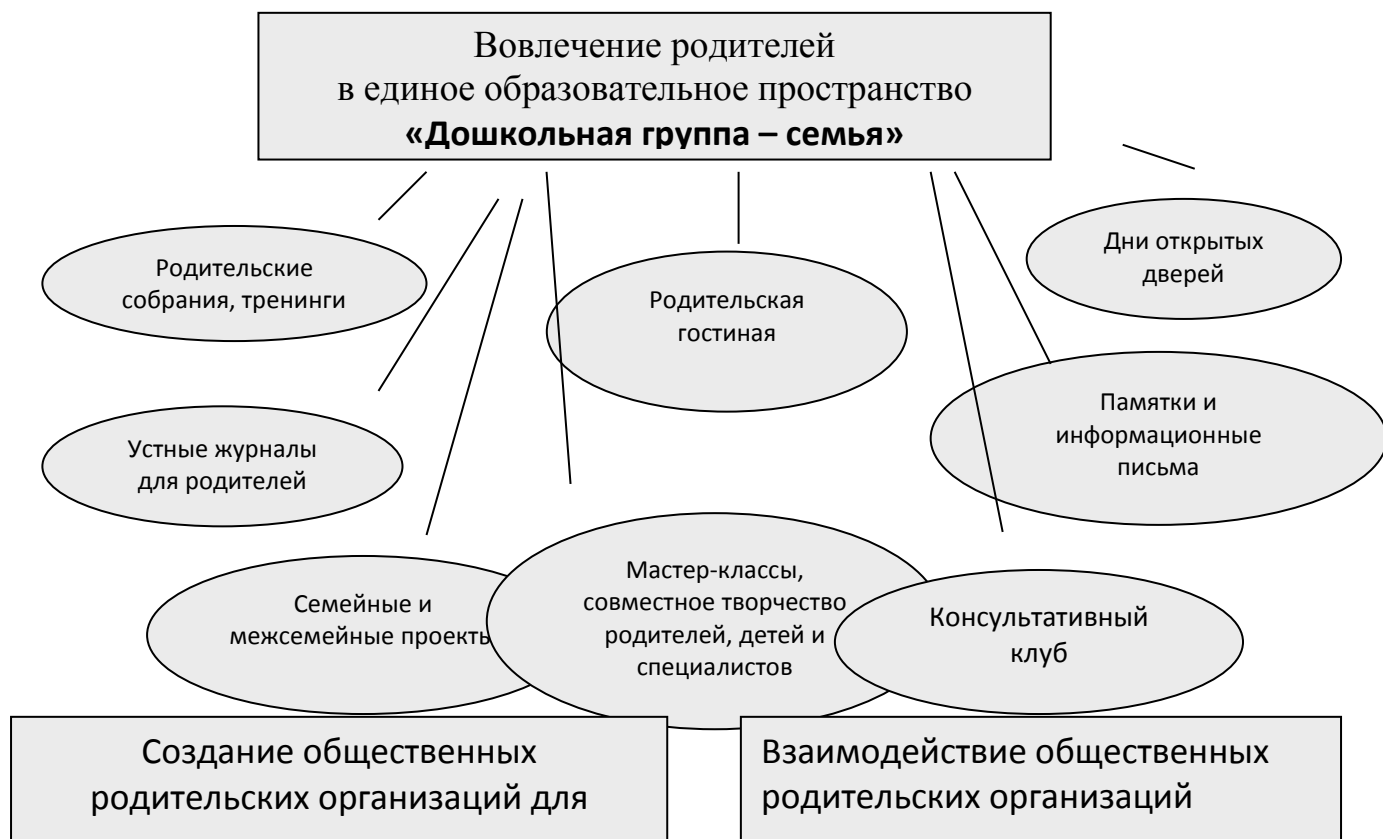 Вовлечение родителей
в единое образовательное пространство
«Дошкольная группа – семья»
Родительские
собрания, тренинги
Родительская
гостиная
Дни открытых
дверей
Устные журналы
для родителей
Памятки и
информационные
письма
Семейные и
межсемейные проекты
Мастер-классы,
совместное творчество
родителей, детей и
специалистов
Консультативный
клуб
Создание общественных
родительских организаций для
Взаимодействие общественных
родительских организаций